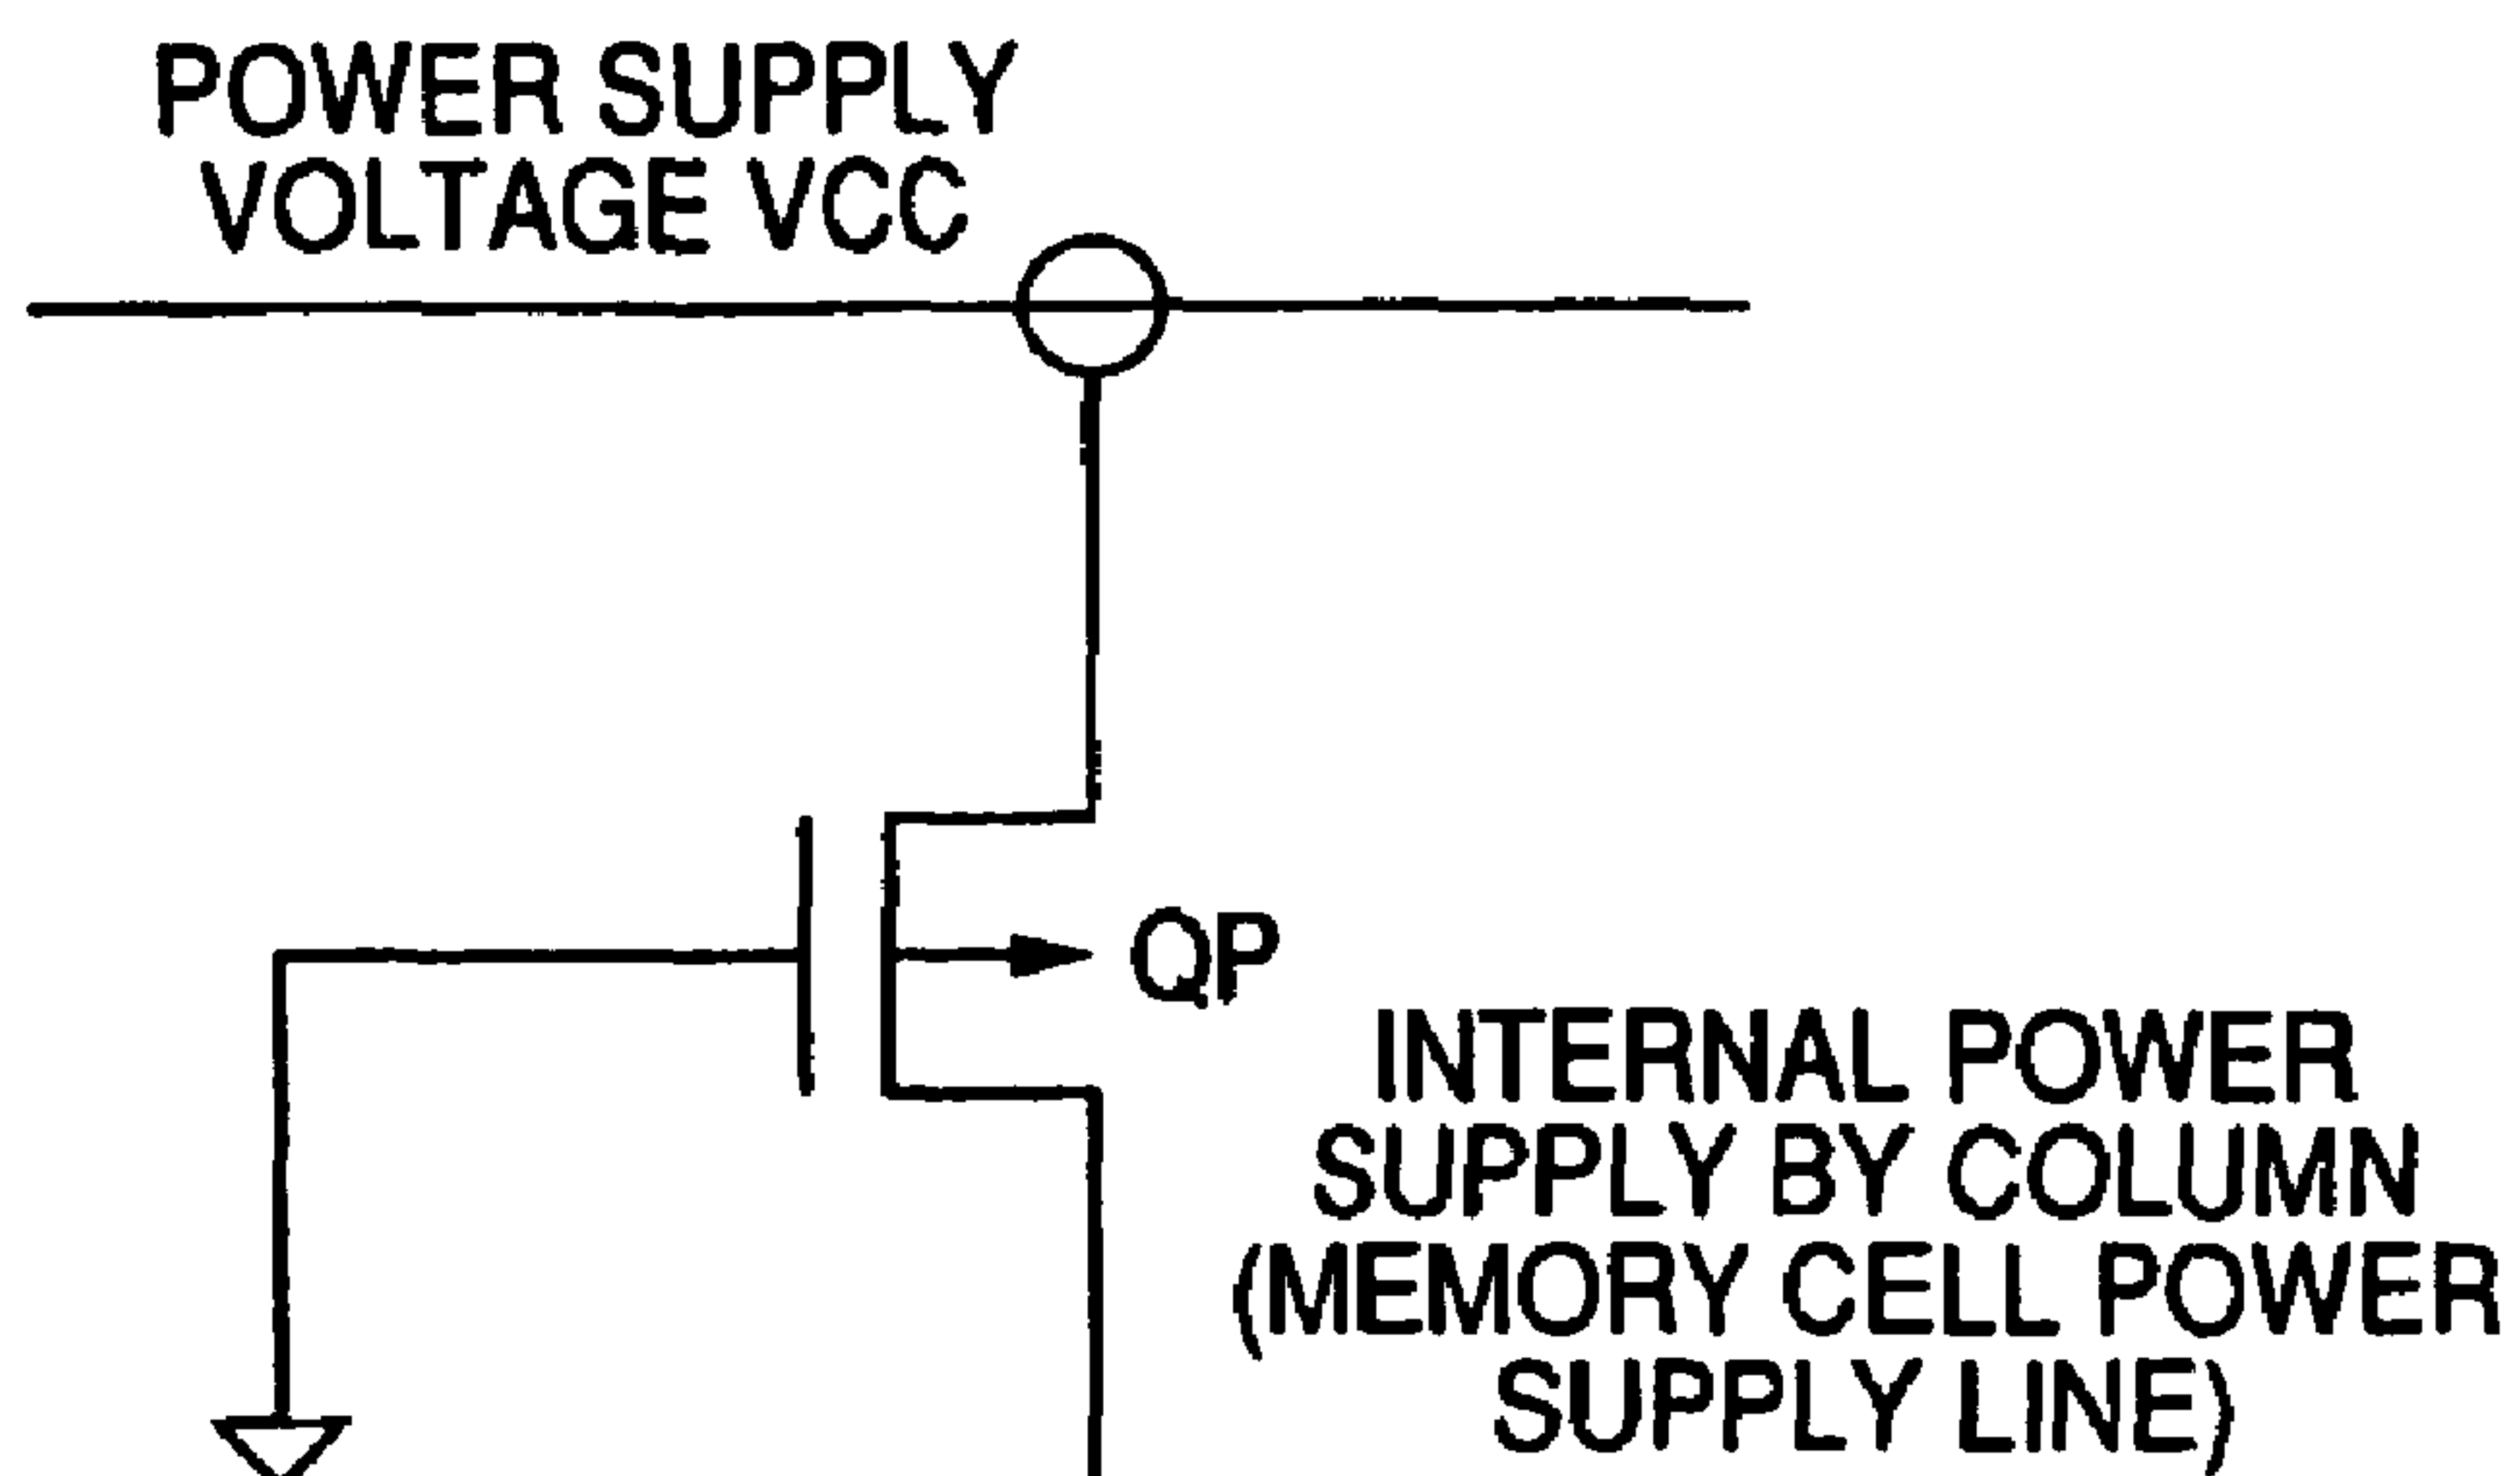 POWER SUPPLY
VOLTAGE VCC
QP
INTERNAL POWER
SUPPLY BY COLUMN
(MEMORY CELL POWER
SUPPLY LINE)